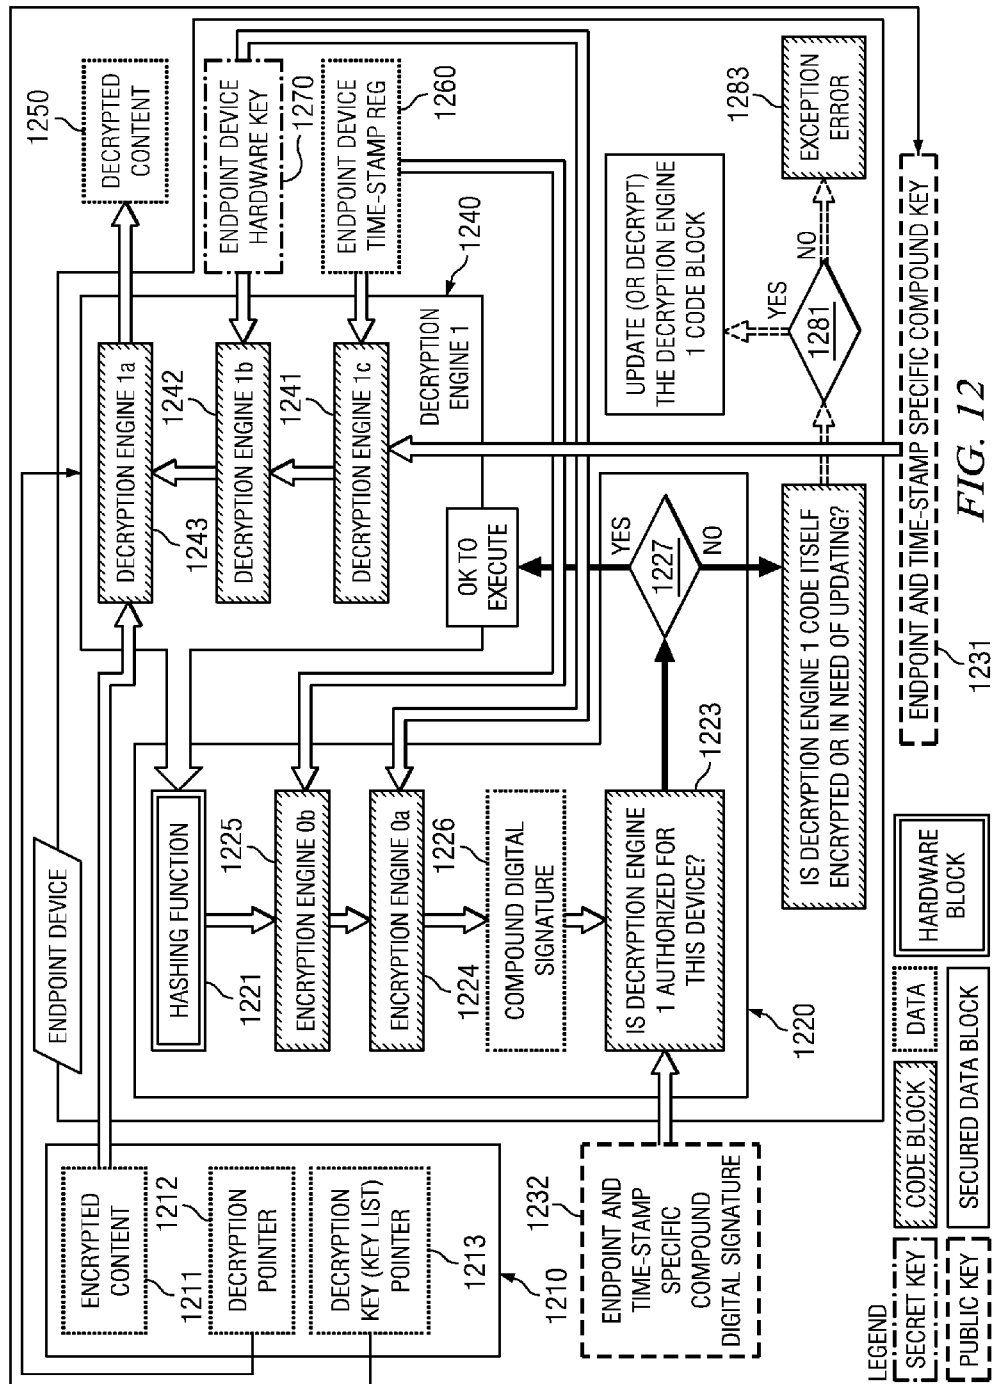 ENDPOINT DEVICE
ENCRYPTED
CONTENT
1211
1212
DECRYPTION
POINTER
DECRYPTION
KEY (KEY LIST)
POINTER
1213
1210
1232
ENDPOINT AND
TIME-STAMP
SPECIFIC
COMPOUND
DIGITAL SIGNATURE
HASHING FUNCTION
1221
1225
ENCRYPTION ENGINE 0b
ENCRYPTION ENGINE 0a
1224
1226
COMPOUND DIGITAL
SIGNATURE
IS DECRYPTION ENGINE
1 AUTHORIZED FOR
THIS DEVICE?
1223
1220
1227
YES
NO
OK TO
EXECUTE
DECRYPTION ENGINE 1a
1243
1242
DECRYPTION ENGINE 1b
1241
DECRYPTION ENGINE 1c
DECRYPTION
ENGINE 1
1240
1250
DECRYPTED
CONTENT
ENDPOINT DEVICE
HARDWARE KEY
1270
ENDPOINT DEVICE
TIME-STAMP REG
1260
IS DECRYPTION ENGINE 1 CODE ITSELF
ENCRYPTED OR IN NEED OF UPDATING?
1281
YES
NO
UPDATE (OR DECRYPT)
THE DECRYPTION ENGINE
1 CODE BLOCK
1283
EXCEPTION
ERROR
ENDPOINT AND TIME-STAMP SPECIFIC COMPOUND KEY
1231
LEGEND
SECRET KEY
PUBLIC KEY
CODE BLOCK
DATA
SECURED DATA BLOCK
HARDWARE
BLOCK
FIG. 12